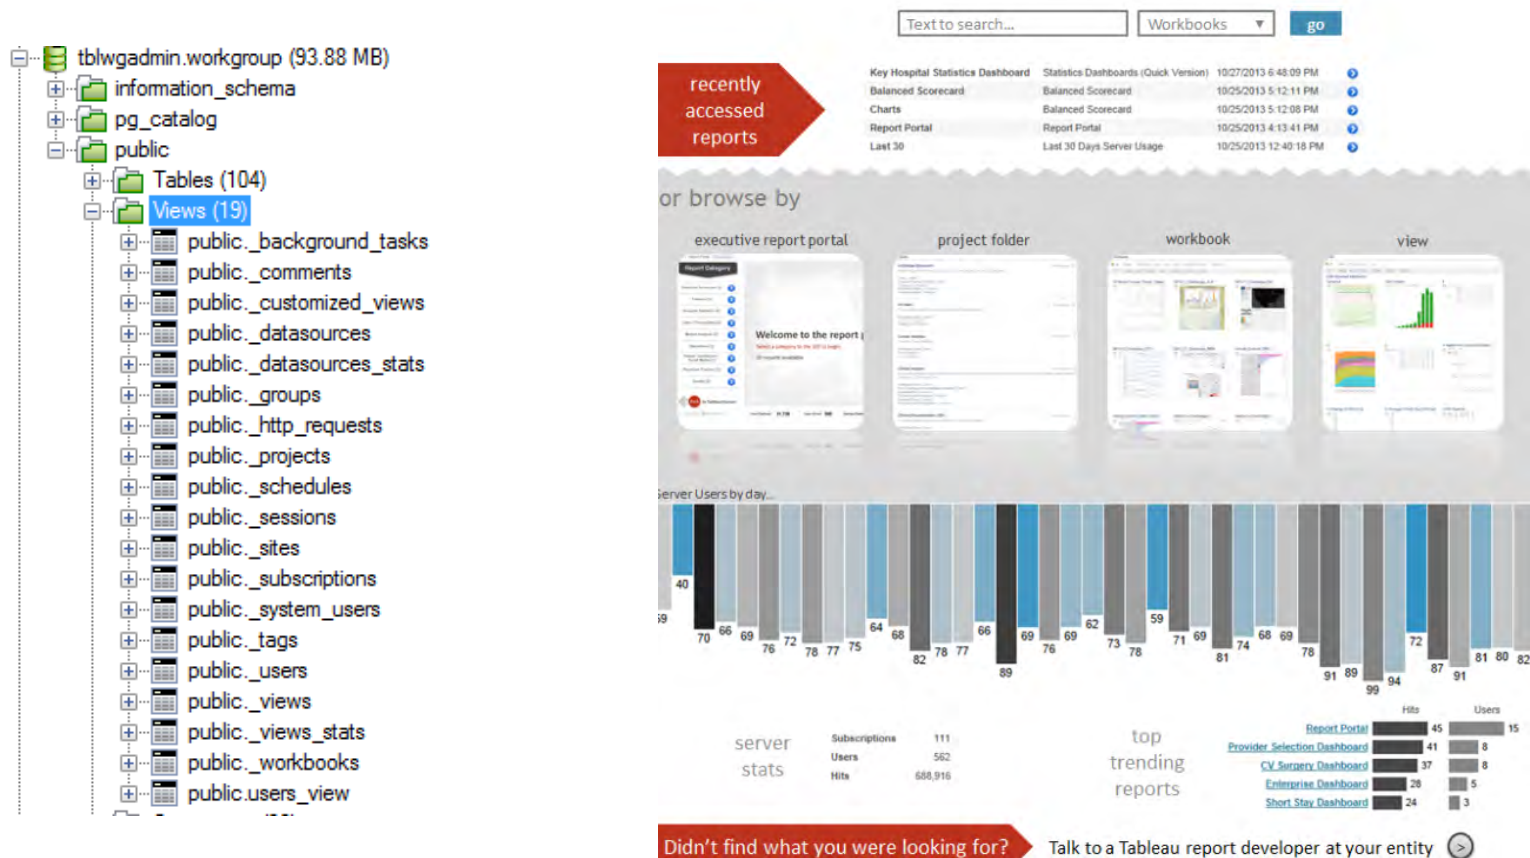 tblwgadmin.workgroup (93.88 MB)
information_schema
pg_catalog
public
Tables (104)
Views (19)
public._background_tasks
public._comments
public._customized_views
public._datasources
public._datasources_stats
public._groups
public._http_requests
public._projects
public._schedules
public._sessions
public._sites
public._subscriptions
public._system_users
public._tags
public._users
public._views
public._views_stats
public._workbooks
public.users_view
Text to search... Workbooks go
recently
accessed
reports
Key Hospital Statistics Dashboard Statistics Dashboards (Quick Version) 10/27/2013 6:48:09 PM
Balanced Scorecard Balanced Scorecard 10/25/2013 5:12:11 PM
Charts Balanced Scorecard 10/25/2013 5:12:08 PM
Report Portal Report Portal 10/25/2013 4:13:41 PM
Last 30 Last 30 Days Server Usage 10/25/2013 12:40:18 PM
or browse by
executive report portal project folder workbook view
Report Category
Welcome to the report
Select a category to the left to begin
Server Users by day...
59 40 70 66 69 76 72 78 77 75 64 68 82 78 77 66 89 69 76 69 62 73 78 59 71 69 81 74 68 69 78 91 89 99 94 72 87 91 81 80 82
server
stats
Subscriptions 111
Users 562
Hits 688,916
top
trending
reports
Hits Users
Report Portal 45 15
Provider Selection Dashboard 41 8
CV Surgery Dashboard 37 8
Enterprise Dashboard 28 5
Short Stay Dashboard 24 3
Didn't find what you were looking for? Talk to a Tableau report developer at your entity >